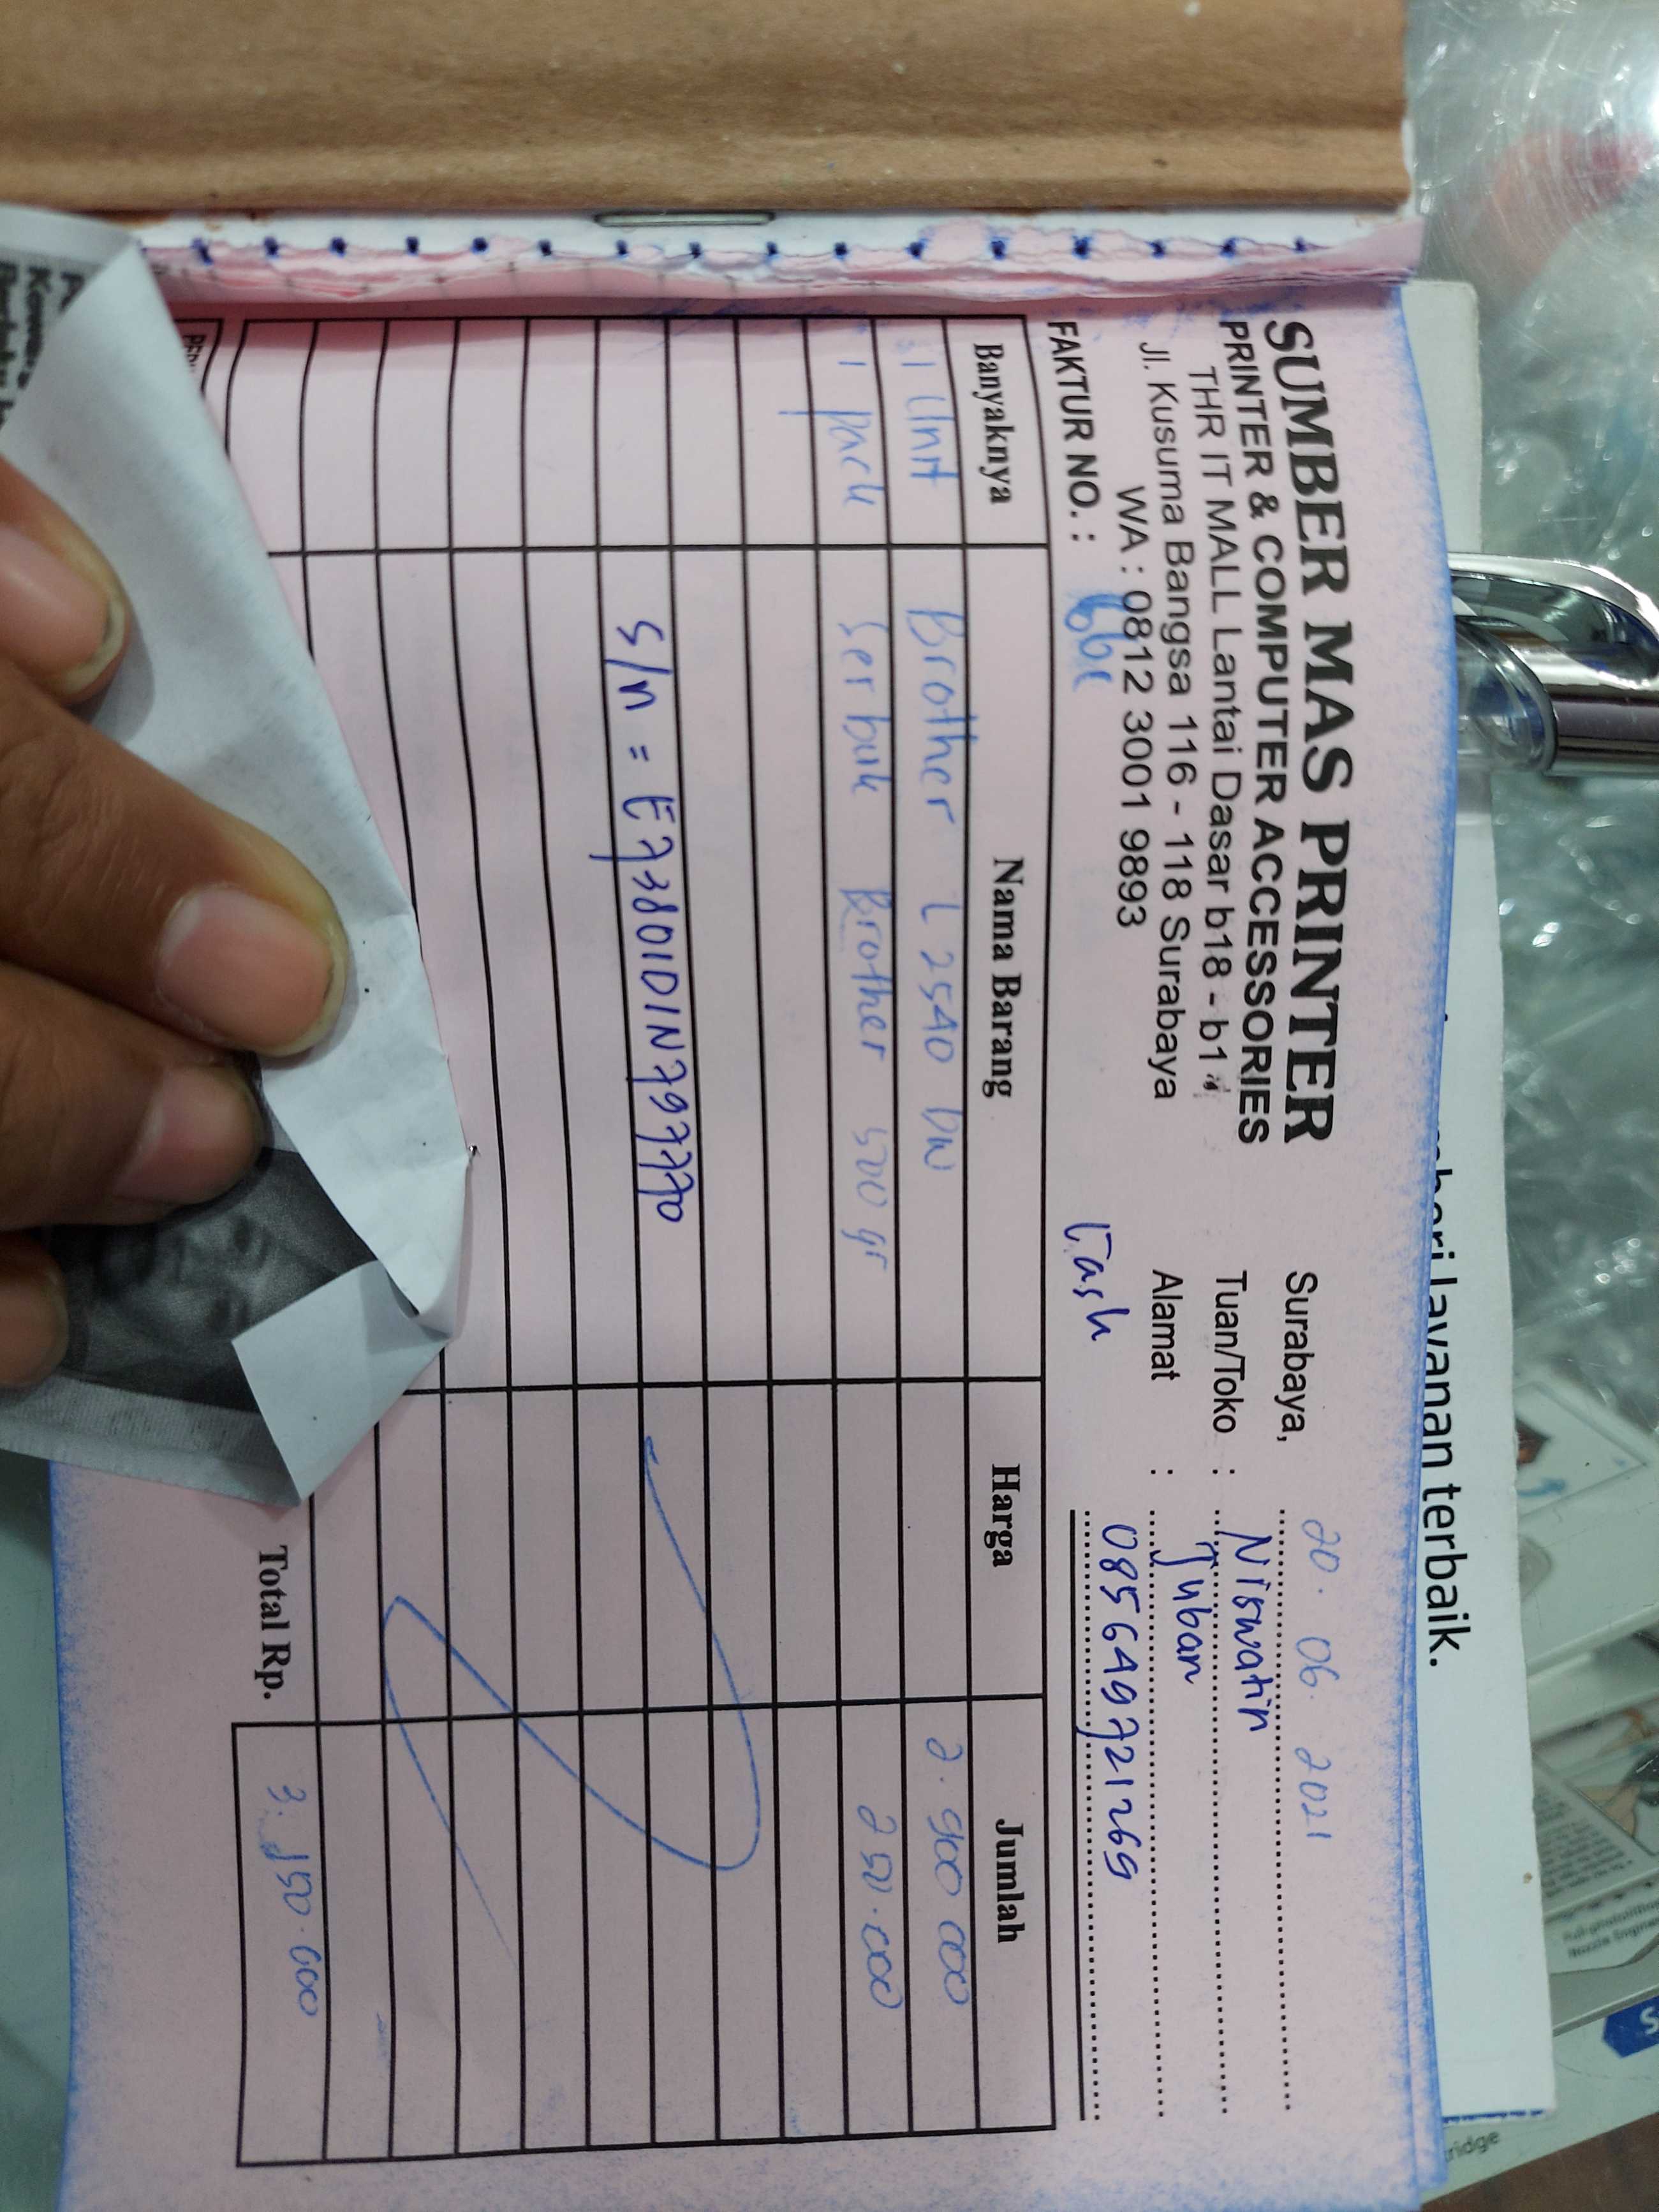 SUMBER MAS PRINTER
PRINTER & COMPUTER ACCESSORIES
THR IT MALL Lantai Dasar b18 - b1
Jl. Kusuma Bangsa 116 - 118 Surabaya
WA : 0812 3001 9893
FAKTUR NO. :
Cash
Surabaya, 20. 06. 2021
Tuan/Toko : Niswatin
Alamat : Tuban
085649721269
Banyaknya Nama Barang Harga Jumlah
1 Unit Brother L 2540 DW 2.900 000
1 pack Serbuk Brother 500 gr 250.000
S/n = E73801D1N797770
Total Rp. 3.150.000
mberi layanan terbaik.
ridge